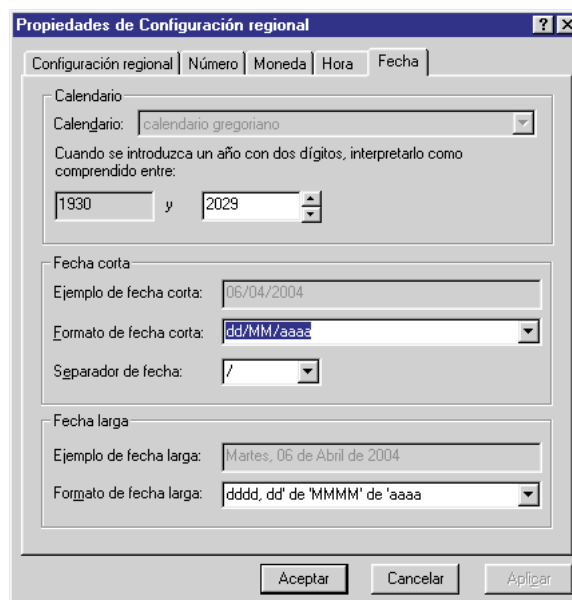 Propiedades de Configuración regional
Configuración regional Número Moneda Hora Fecha
Calendario
Calendario: calendario gregoriano
Cuando se introduzca un año con dos dígitos, interpretarlo como
comprendido entre:
1930 y 2029
Fecha corta
Ejemplo de fecha corta: 06/04/2004
Formato de fecha corta: dd/MM/aaaa
Separador de fecha: /
Fecha larga
Ejemplo de fecha larga: Martes, 06 de Abril de 2004
Formato de fecha larga: dddd, dd' de 'MMMM' de 'aaaa
Aceptar Cancelar Aplicar